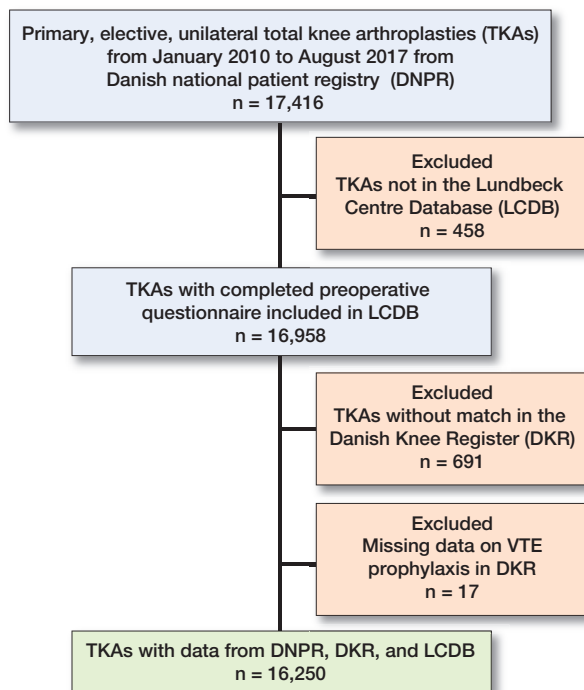 Primary, elective, unilateral total knee arthroplasties (TKAs)
from January 2010 to August 2017 from
Danish national patient registry (DNPR)
n = 17,416
Excluded
TKAs not in the Lundbeck
Centre Database (LCDB)
n = 458
TKAs with completed preoperative
questionnaire included in LCDB
n = 16,958
Excluded
TKAs without match in the
Danish Knee Register (DKR)
n = 691
Excluded
Missing data on VTE
prophylaxis in DKR
n = 17
TKAs with data from DNPR, DKR, and LCDB
n = 16,250